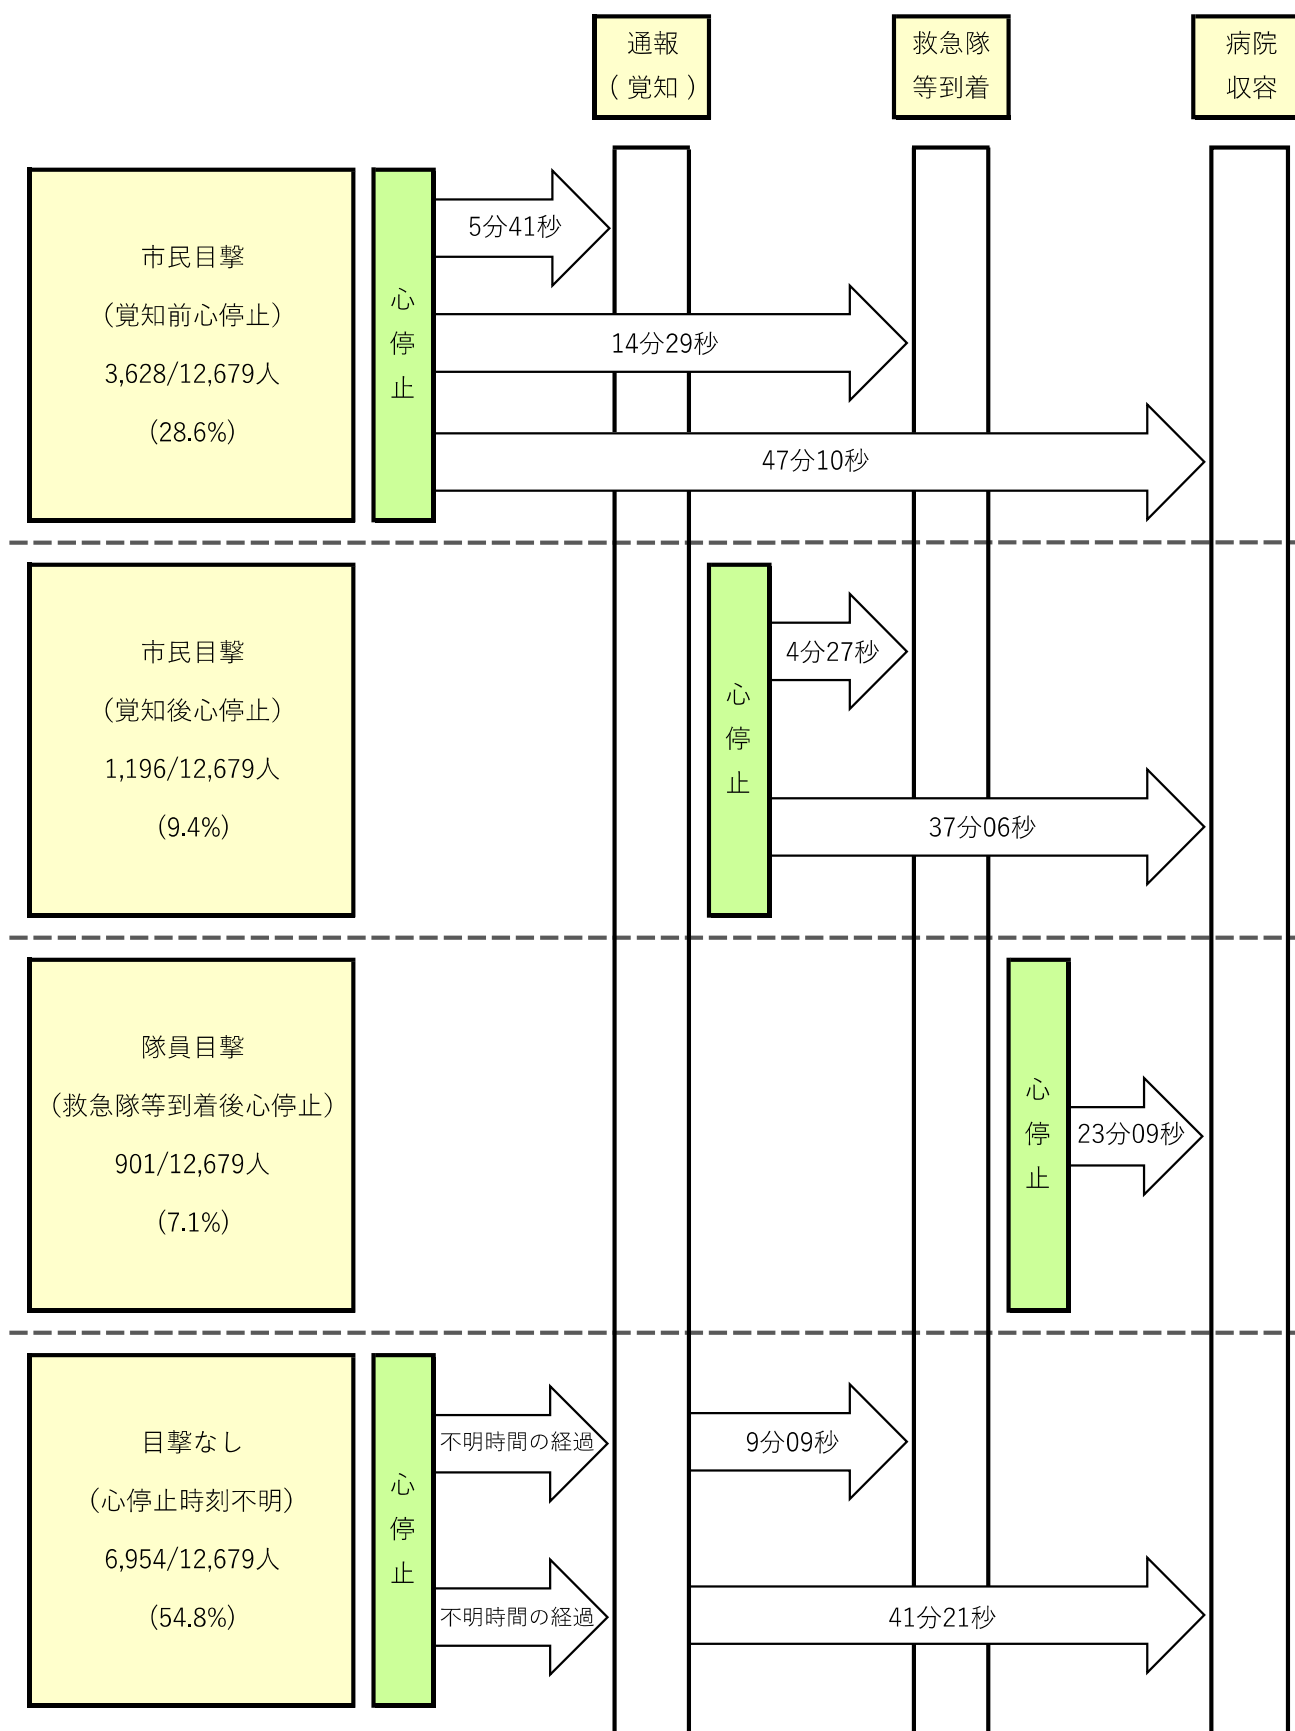 通報
（覚知）
救急隊
等到着
病院
収容
市民目撃
（覚知前心停止）
3,628/12,679人
(28.6%)
心
停
止
5分41秒
14分29秒
47分10秒
市民目撃
（覚知後心停止）
1,196/12,679人
(9.4%)
心
停
止
4分27秒
37分06秒
隊員目撃
（救急隊等到着後心停止）
901/12,679人
(7.1%)
心
停
止
23分09秒
目撃なし
（心停止時刻不明）
6,954/12,679人
(54.8%)
心
停
止
不明時間の経過
9分09秒
不明時間の経過
41分21秒